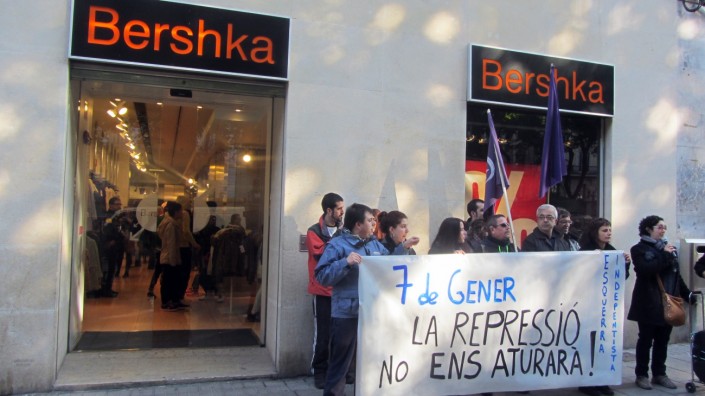 Bershka
Bershka
%
7 de GENER
LA REPRESSIÓ
NO ENS ATURARÀ!
ESQUERRA
INDEPENDENTISTA